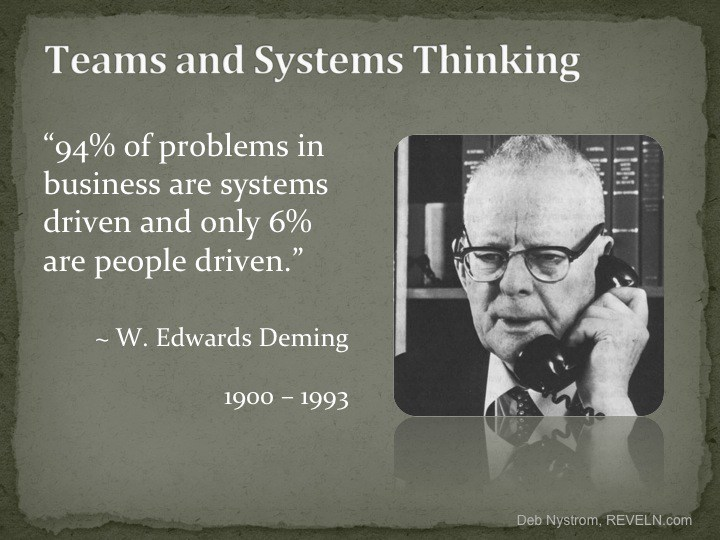 Teams and Systems Thinking
“94% of problems in
business are systems
driven and only 6%
are people driven.”
~ W. Edwards Deming
1900 – 1993
Deb Nystrom, REVELN.com